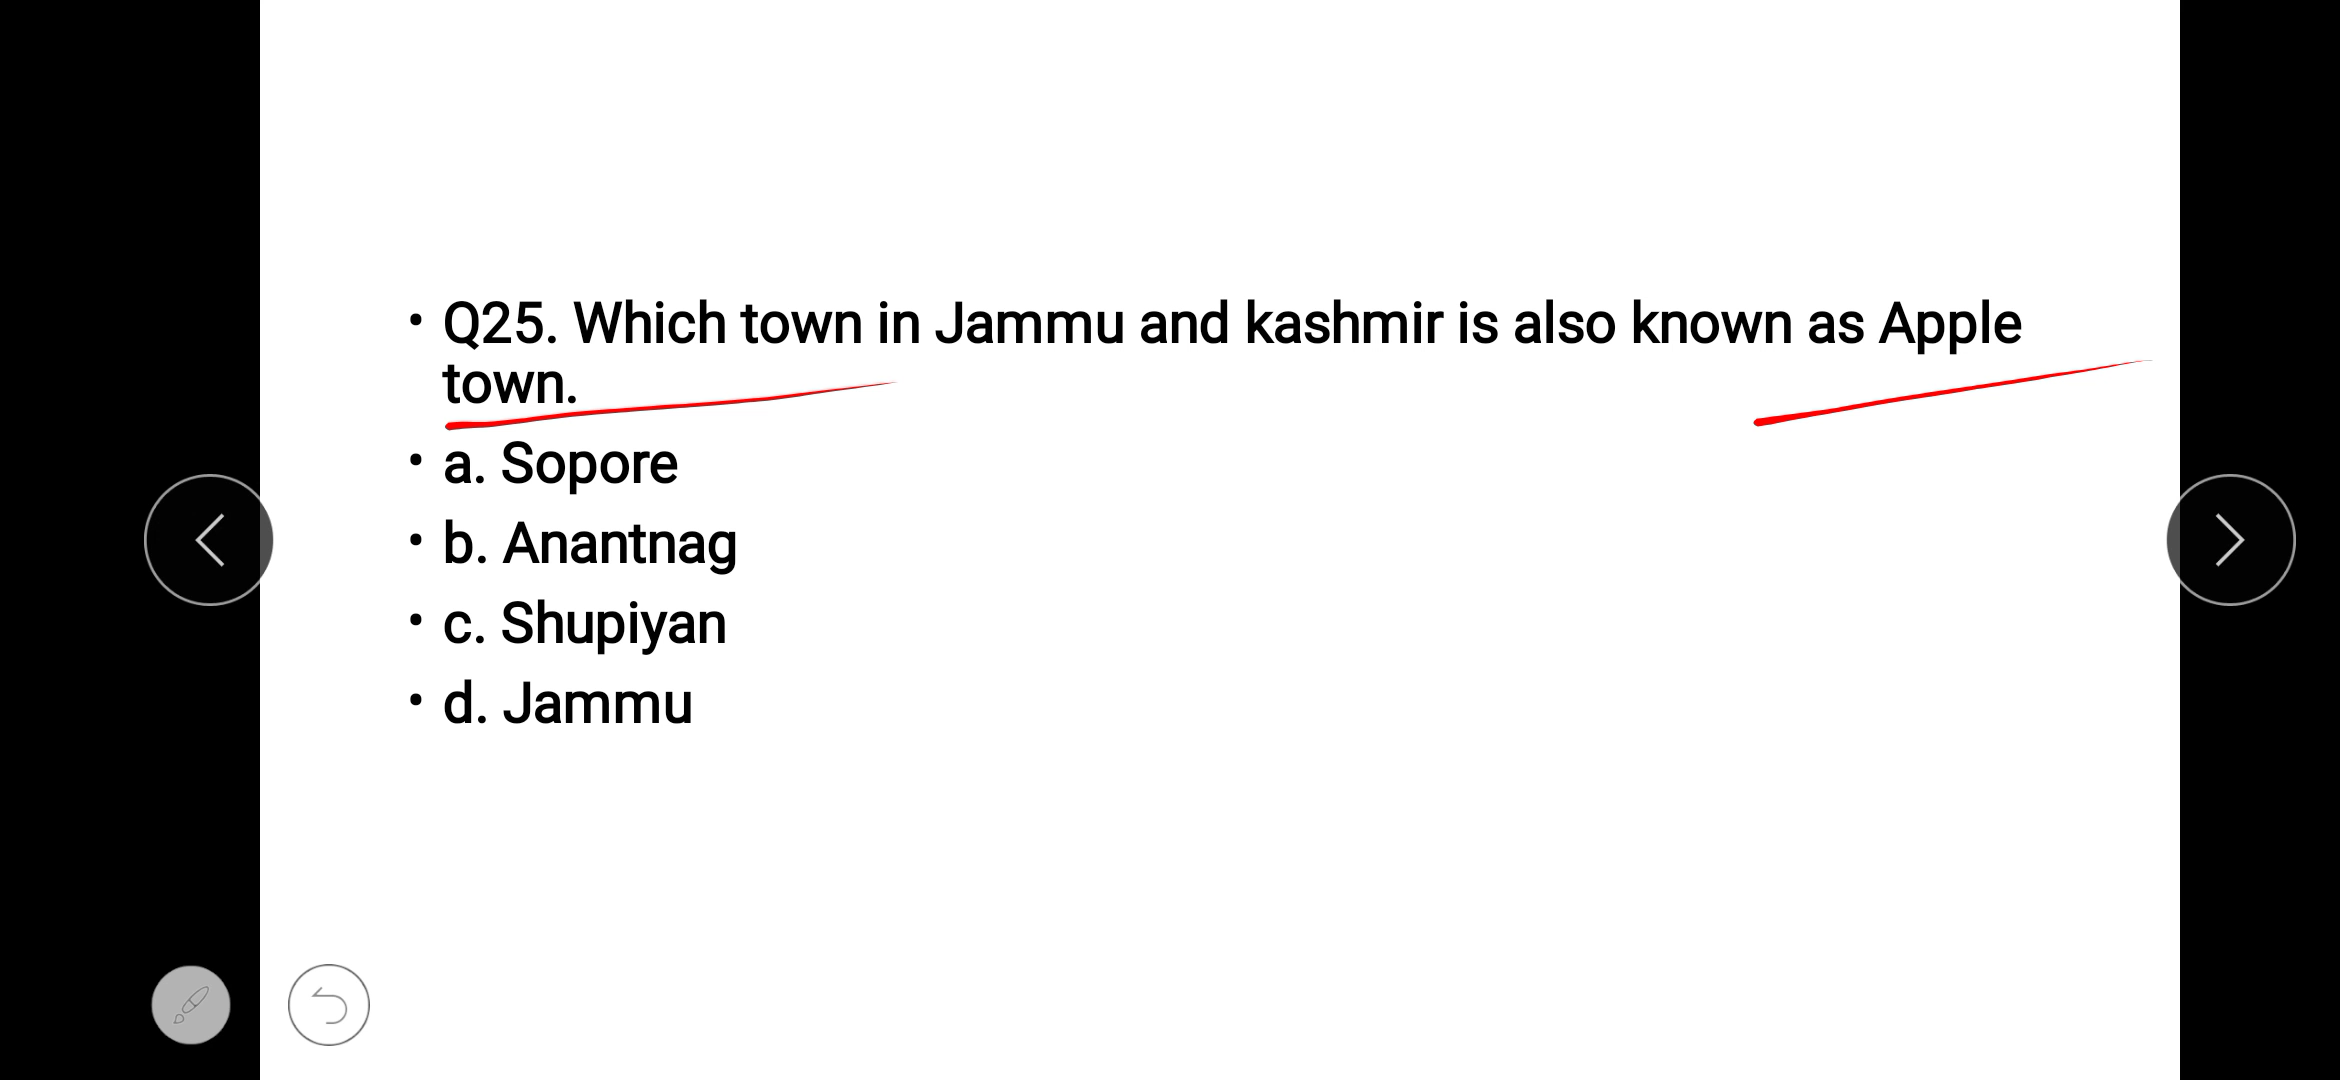 • Q25. Which town in Jammu and kashmir is also known as Apple
town.
• a. Sopore
• b. Anantnag
• c. Shupiyan
• d. Jammu